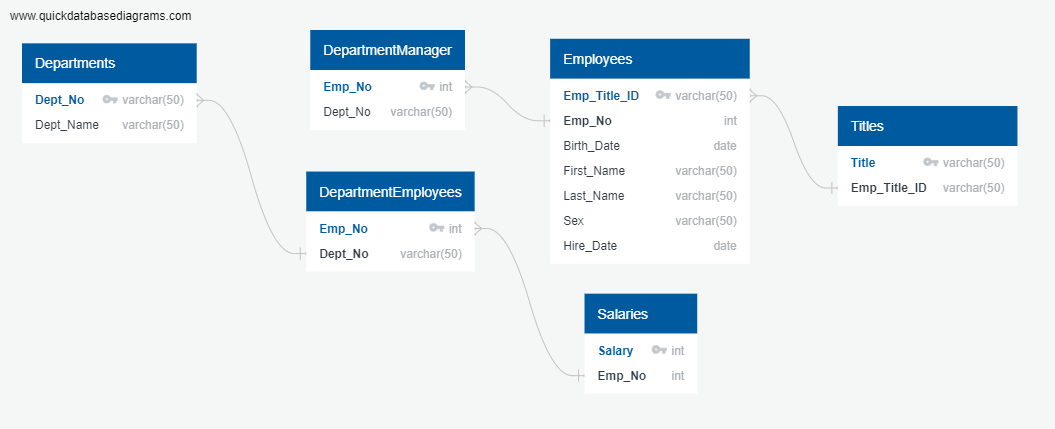 www.quickdatabasediagrams.com
Departments
Dept_No varchar(50)
Dept_Name varchar(50)
DepartmentManager
Emp_No int
Dept_No varchar(50)
DepartmentEmployees
Emp_No int
Dept_No varchar(50)
Employees
Emp_Title_ID varchar(50)
Emp_No int
Birth_Date date
First_Name varchar(50)
Last_Name varchar(50)
Sex varchar(50)
Hire_Date date
Salaries
Salary int
Emp_No int
Titles
Title varchar(50)
Emp_Title_ID varchar(50)